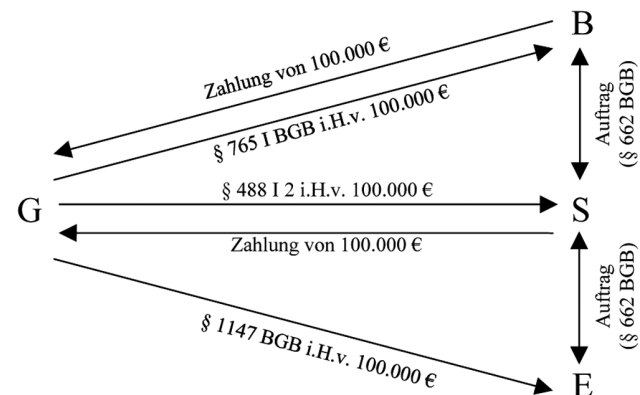 B
Zahlung von 100.000 €
§ 765 I BGB i.H.v. 100.000 €
Auftrag
(§ 662 BGB)
§ 488 I 2 i.H.v. 100.000 €
G
S
Zahlung von 100.000 €
Auftrag
(§ 662 BGB)
§ 1147 BGB i.H.v. 100.000 €
E